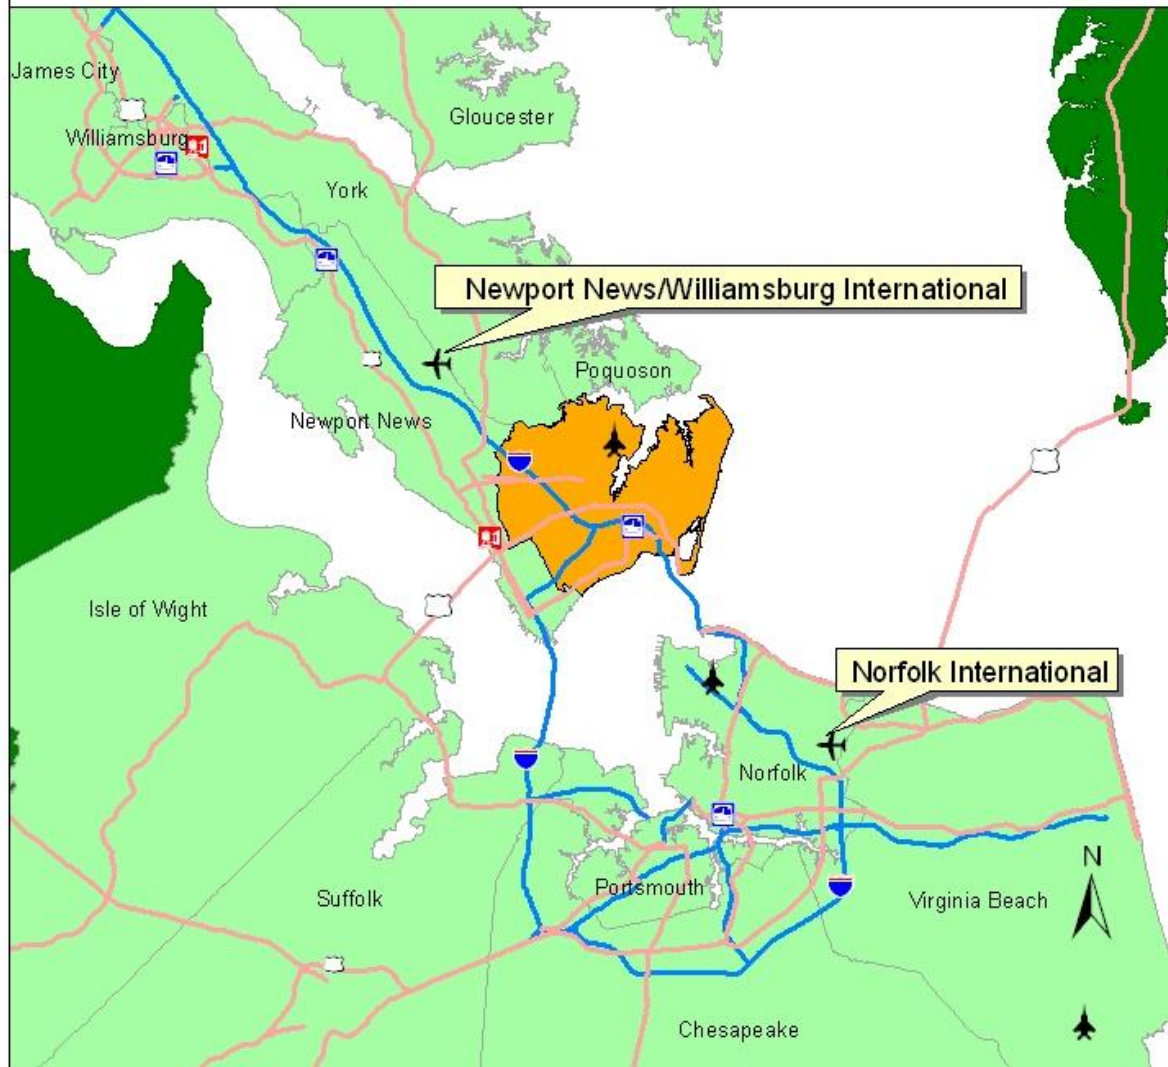 James City
Gloucester
Williamsburg
York
Newport News/Williamsburg International
Poquoson
Newport News
Isle of Wight
Norfolk International
Norfolk
N
Portsmouth
Suffolk
Virginia Beach
Chesapeake